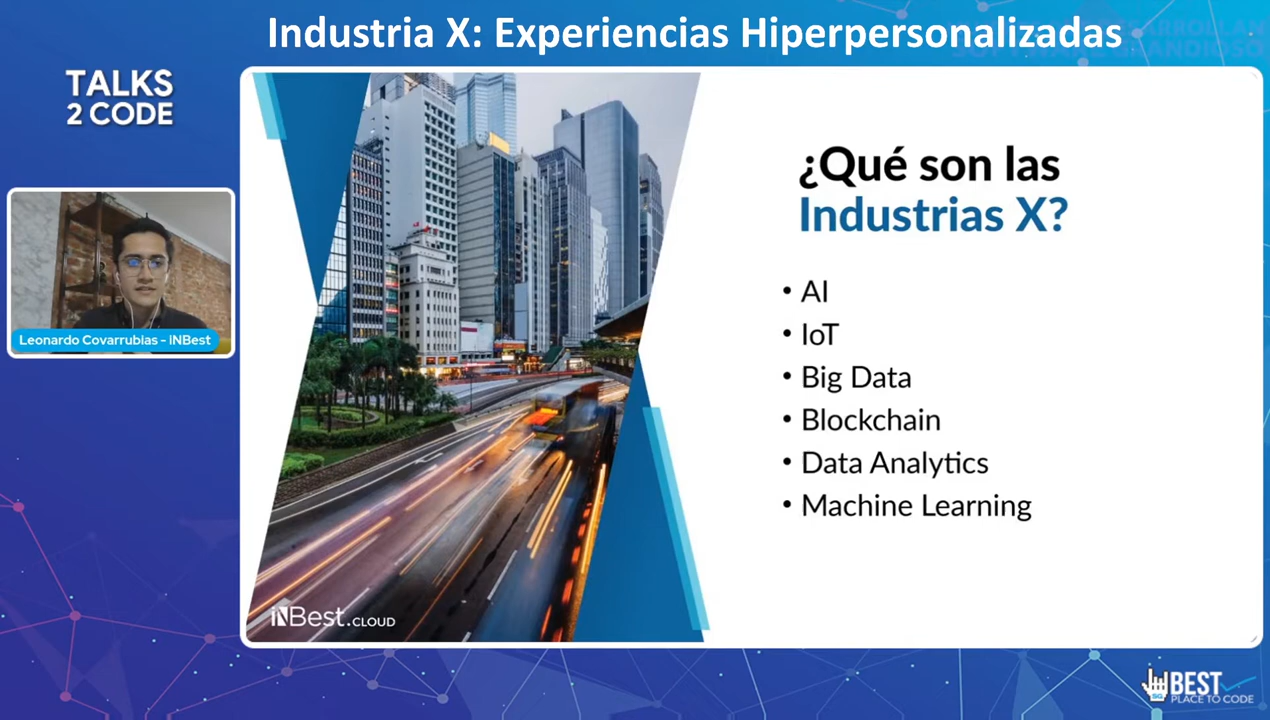 Industria X: Experiencias Hiperpersonalizadas
TALKS
2 CODE
Leonardo Covarrubias - iNBest
¿Qué son las
Industrias X?
• AI
• IoT
• Big Data
• Blockchain
• Data Analytics
• Machine Learning
iNBest.CLOUD
SG
BEST
PLACE TO CODE